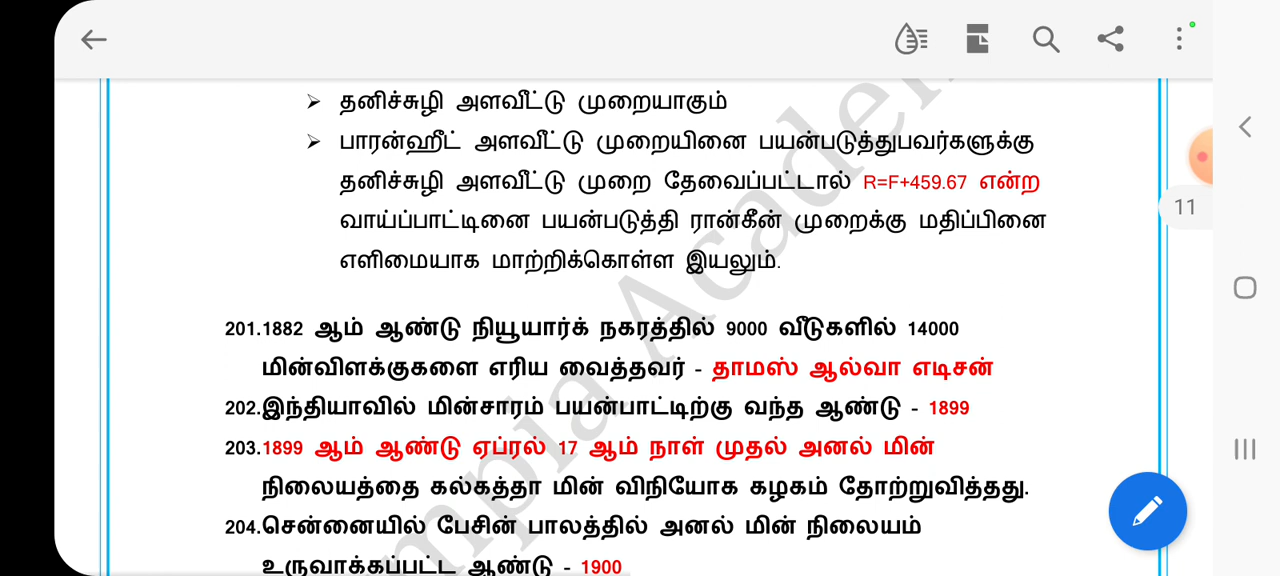 ➢ தனிச்சுழி அளவீட்டு முறையாகும்
➢ பாரன்ஹீட் அளவீட்டு முறையினை பயன்படுத்துபவர்களுக்கு
தனிச்சுழி அளவீட்டு முறை தேவைப்பட்டால் R=F+459.67 என்ற
வாய்ப்பாட்டினை பயன்படுத்தி ரான்கீன் முறைக்கு மதிப்பினை
எளிமையாக மாற்றிக்கொள்ள இயலும்.
11
201.1882 ஆம் ஆண்டு நியூயார்க் நகரத்தில் 9000 வீடுகளில் 14000
மின்விளக்குகளை எரிய வைத்தவர் - தாமஸ் ஆல்வா எடிசன்
202.இந்தியாவில் மின்சாரம் பயன்பாட்டிற்கு வந்த ஆண்டு - 1899
203.1899 ஆம் ஆண்டு ஏப்ரல் 17 ஆம் நாள் முதல் அனல் மின்
நிலையத்தை கல்கத்தா மின் விநியோக கழகம் தோற்றுவித்தது.
204.சென்னையில் பேசின் பாலத்தில் அனல் மின் நிலையம்
உருவாக்கப்பட்ட ஆண்டு - 1900